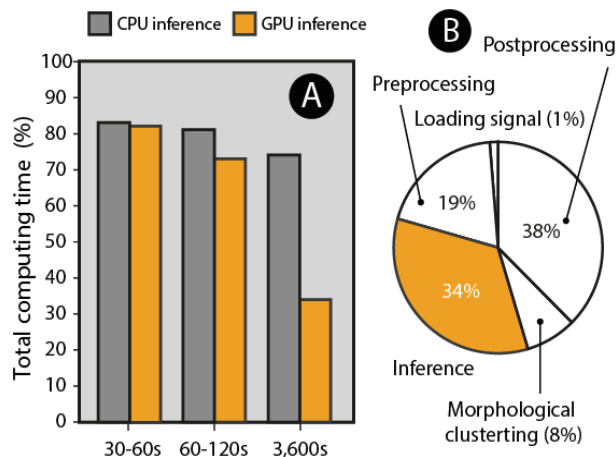 CPU inference GPU inference
A
Total computing time (%)
100
90
80
70
60
50
40
30
20
10
0
30-60s 60-120s 3,600s
B
Postprocessing
Preprocessing
Loading signal (1%)
19%
38%
34%
Inference
Morphological
clusterting (8%)